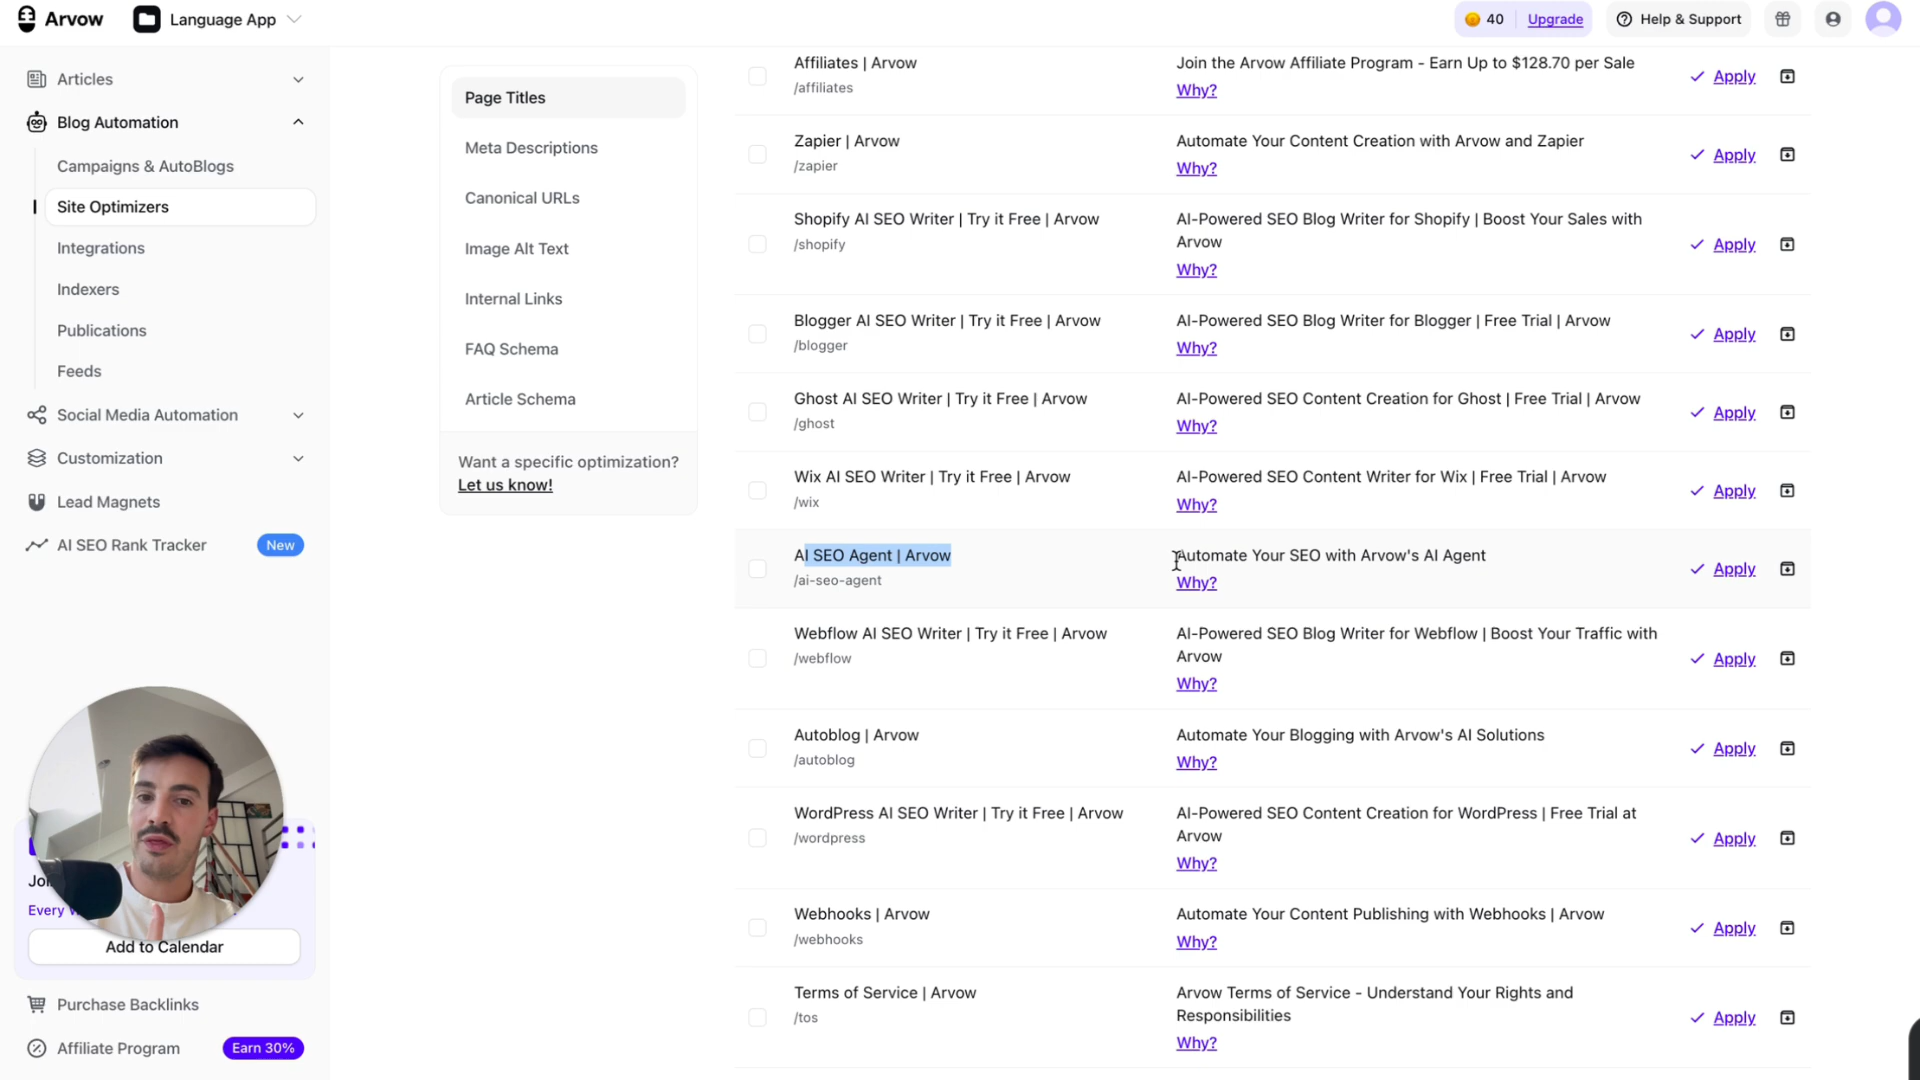 Arvow
Language App
40
Upgrade
Help & Support
Articles
Blog Automation
Campaigns & AutoBlogs
Site Optimizers
Integrations
Indexers
Publications
Feeds
Social Media Automation
Customization
Lead Magnets
AI SEO Rank Tracker
New
Every
Add to Calendar
Purchase Backlinks
Affiliate Program
Earn 30%
Page Titles
Meta Descriptions
Canonical URLs
Image Alt Text
Internal Links
FAQ Schema
Article Schema
Want a specific optimization?
Let us know!
Affiliates | Arvow
/affiliates
Join the Arvow Affiliate Program - Earn Up to $128.70 per Sale
Why?
Apply
Zapier | Arvow
/zapier
Automate Your Content Creation with Arvow and Zapier
Why?
Apply
Shopify AI SEO Writer | Try it Free | Arvow
/shopify
AI-Powered SEO Blog Writer for Shopify | Boost Your Sales with
Arvow
Why?
Apply
Blogger AI SEO Writer | Try it Free | Arvow
/blogger
AI-Powered SEO Blog Writer for Blogger | Free Trial | Arvow
Why?
Apply
Ghost AI SEO Writer | Try it Free | Arvow
/ghost
AI-Powered SEO Content Creation for Ghost | Free Trial | Arvow
Why?
Apply
Wix AI SEO Writer | Try it Free | Arvow
/wix
AI-Powered SEO Content Writer for Wix | Free Trial | Arvow
Why?
Apply
AI SEO Agent | Arvow
/ai-seo-agent
Automate Your SEO with Arvow's AI Agent
Why?
Apply
Webflow AI SEO Writer | Try it Free | Arvow
/webflow
AI-Powered SEO Blog Writer for Webflow | Boost Your Traffic with
Arvow
Why?
Apply
Autoblog | Arvow
/autoblog
Automate Your Blogging with Arvow's AI Solutions
Why?
Apply
WordPress AI SEO Writer | Try it Free | Arvow
/wordpress
AI-Powered SEO Content Creation for WordPress | Free Trial at
Arvow
Why?
Apply
Webhooks | Arvow
/webhooks
Automate Your Content Publishing with Webhooks | Arvow
Why?
Apply
Terms of Service | Arvow
/tos
Arvow Terms of Service - Understand Your Rights and
Responsibilities
Why?
Apply